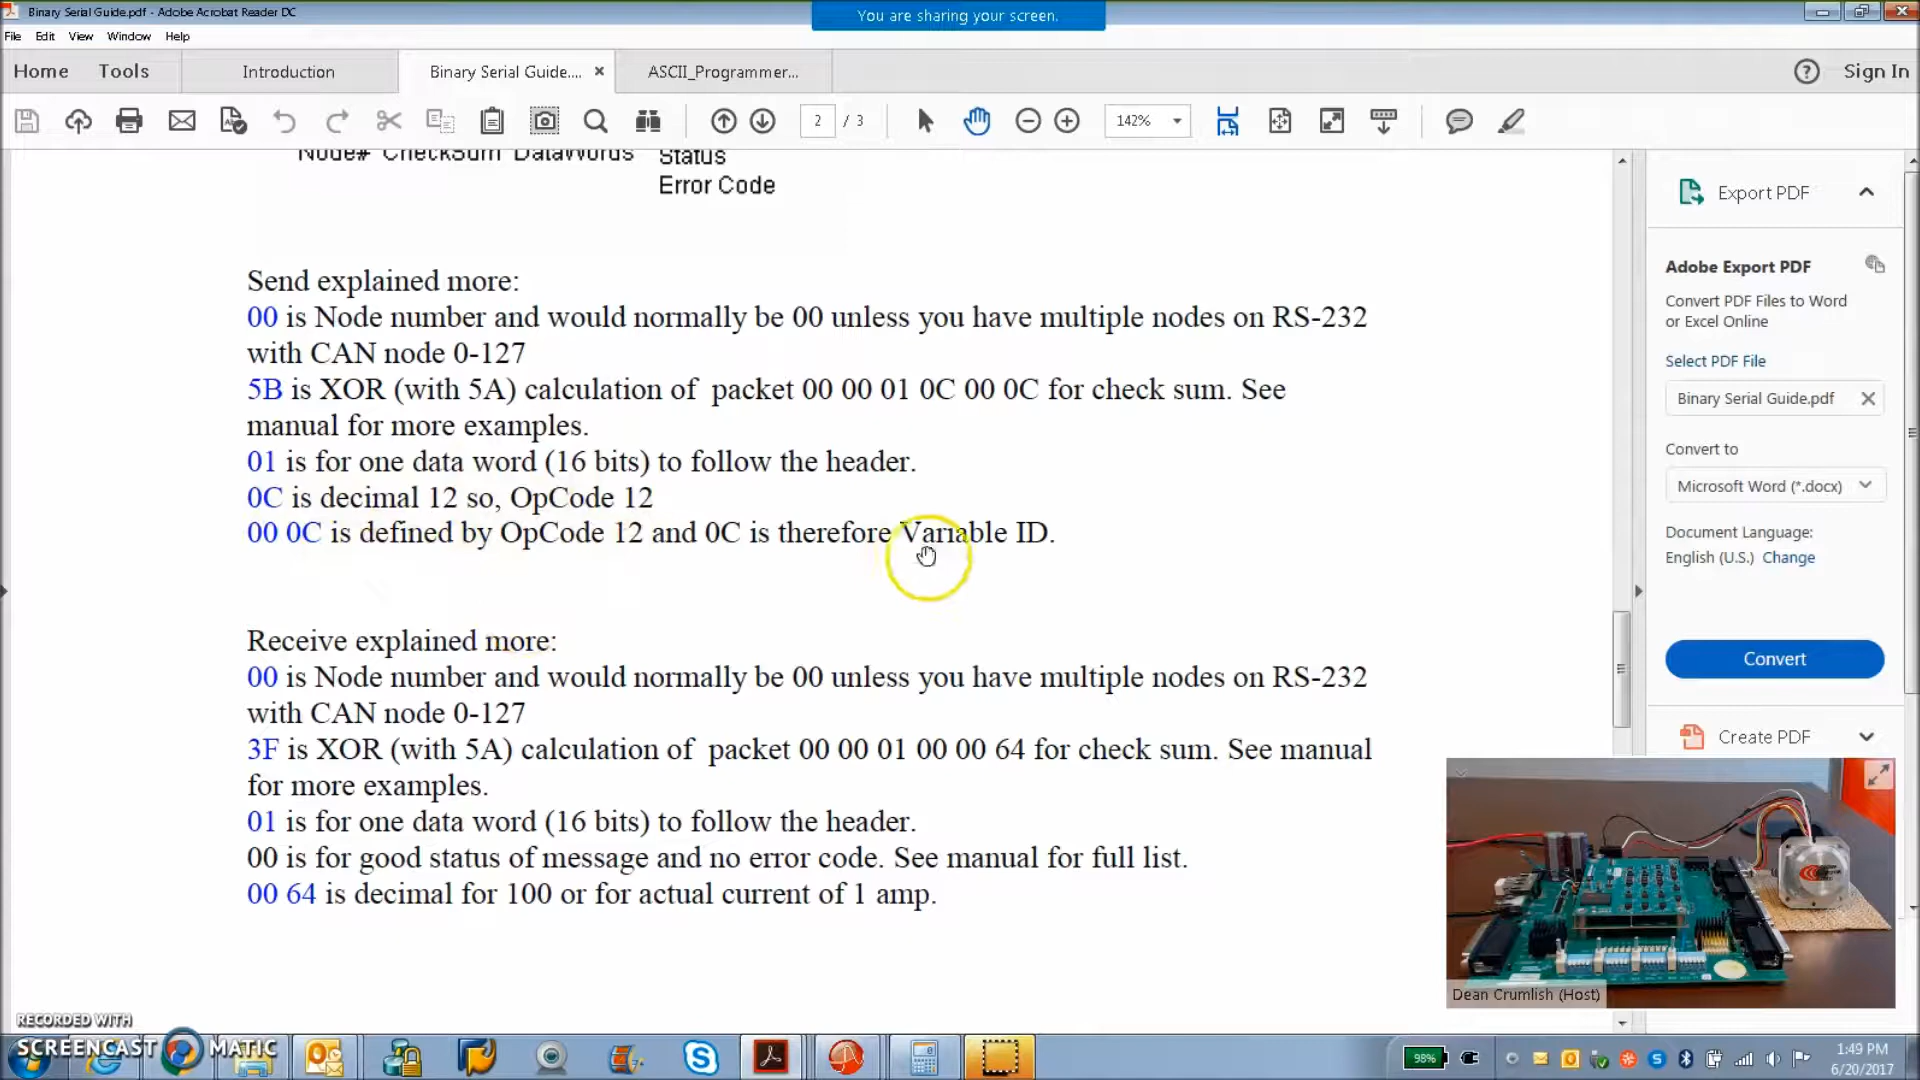 Binary Serial Guide.pdf - Adobe Acrobat Reader DC
You are sharing your screen.
File Edit View Window Help
Home Tools Introduction Binary Serial Guide.... × ASCII_Programmer... Sign In
2 / 3 142%
Node# CheckSum DataWords Status
Error Code
Send explained more:
00 is Node number and would normally be 00 unless you have multiple nodes on RS-232
with CAN node 0-127
5B is XOR (with 5A) calculation of packet 00 00 01 0C 00 0C for check sum. See
manual for more examples.
01 is for one data word (16 bits) to follow the header.
0C is decimal 12 so, OpCode 12
00 0C is defined by OpCode 12 and 0C is therefore Variable ID.
Receive explained more:
00 is Node number and would normally be 00 unless you have multiple nodes on RS-232
with CAN node 0-127
3F is XOR (with 5A) calculation of packet 00 00 01 00 00 64 for check sum. See manual
for more examples.
01 is for one data word (16 bits) to follow the header.
00 is for good status of message and no error code. See manual for full list.
00 64 is decimal for 100 or for actual current of 1 amp.
Export PDF
Adobe Export PDF
Convert PDF Files to Word
or Excel Online
Select PDF File
Binary Serial Guide.pdf
Convert to
Microsoft Word (*.docx)
Document Language:
English (U.S.) Change
Convert
Create PDF
Dean Crumlish (Host)
RECORDED WITH
SCREENCAST MATIC
98%
1:49 PM
6/20/2017